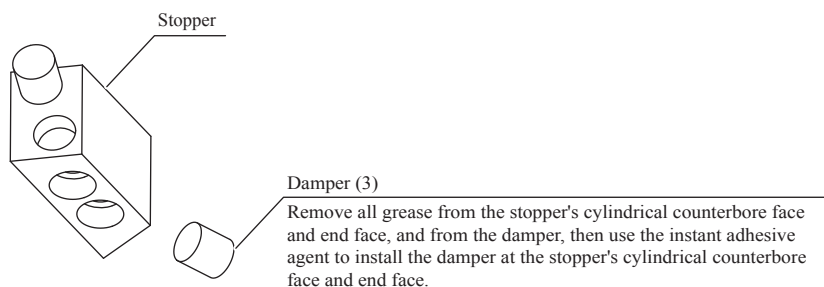 Stopper
Damper (3)
Remove all grease from the stopper's cylindrical counterbore face
and end face, and from the damper, then use the instant adhesive
agent to install the damper at the stopper's cylindrical counterbore
face and end face.